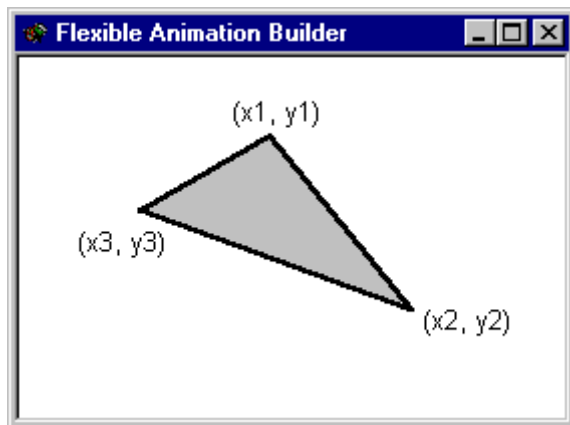 Flexible Animation Builder
(x1, y1)
(x3, y3)
(x2, y2)